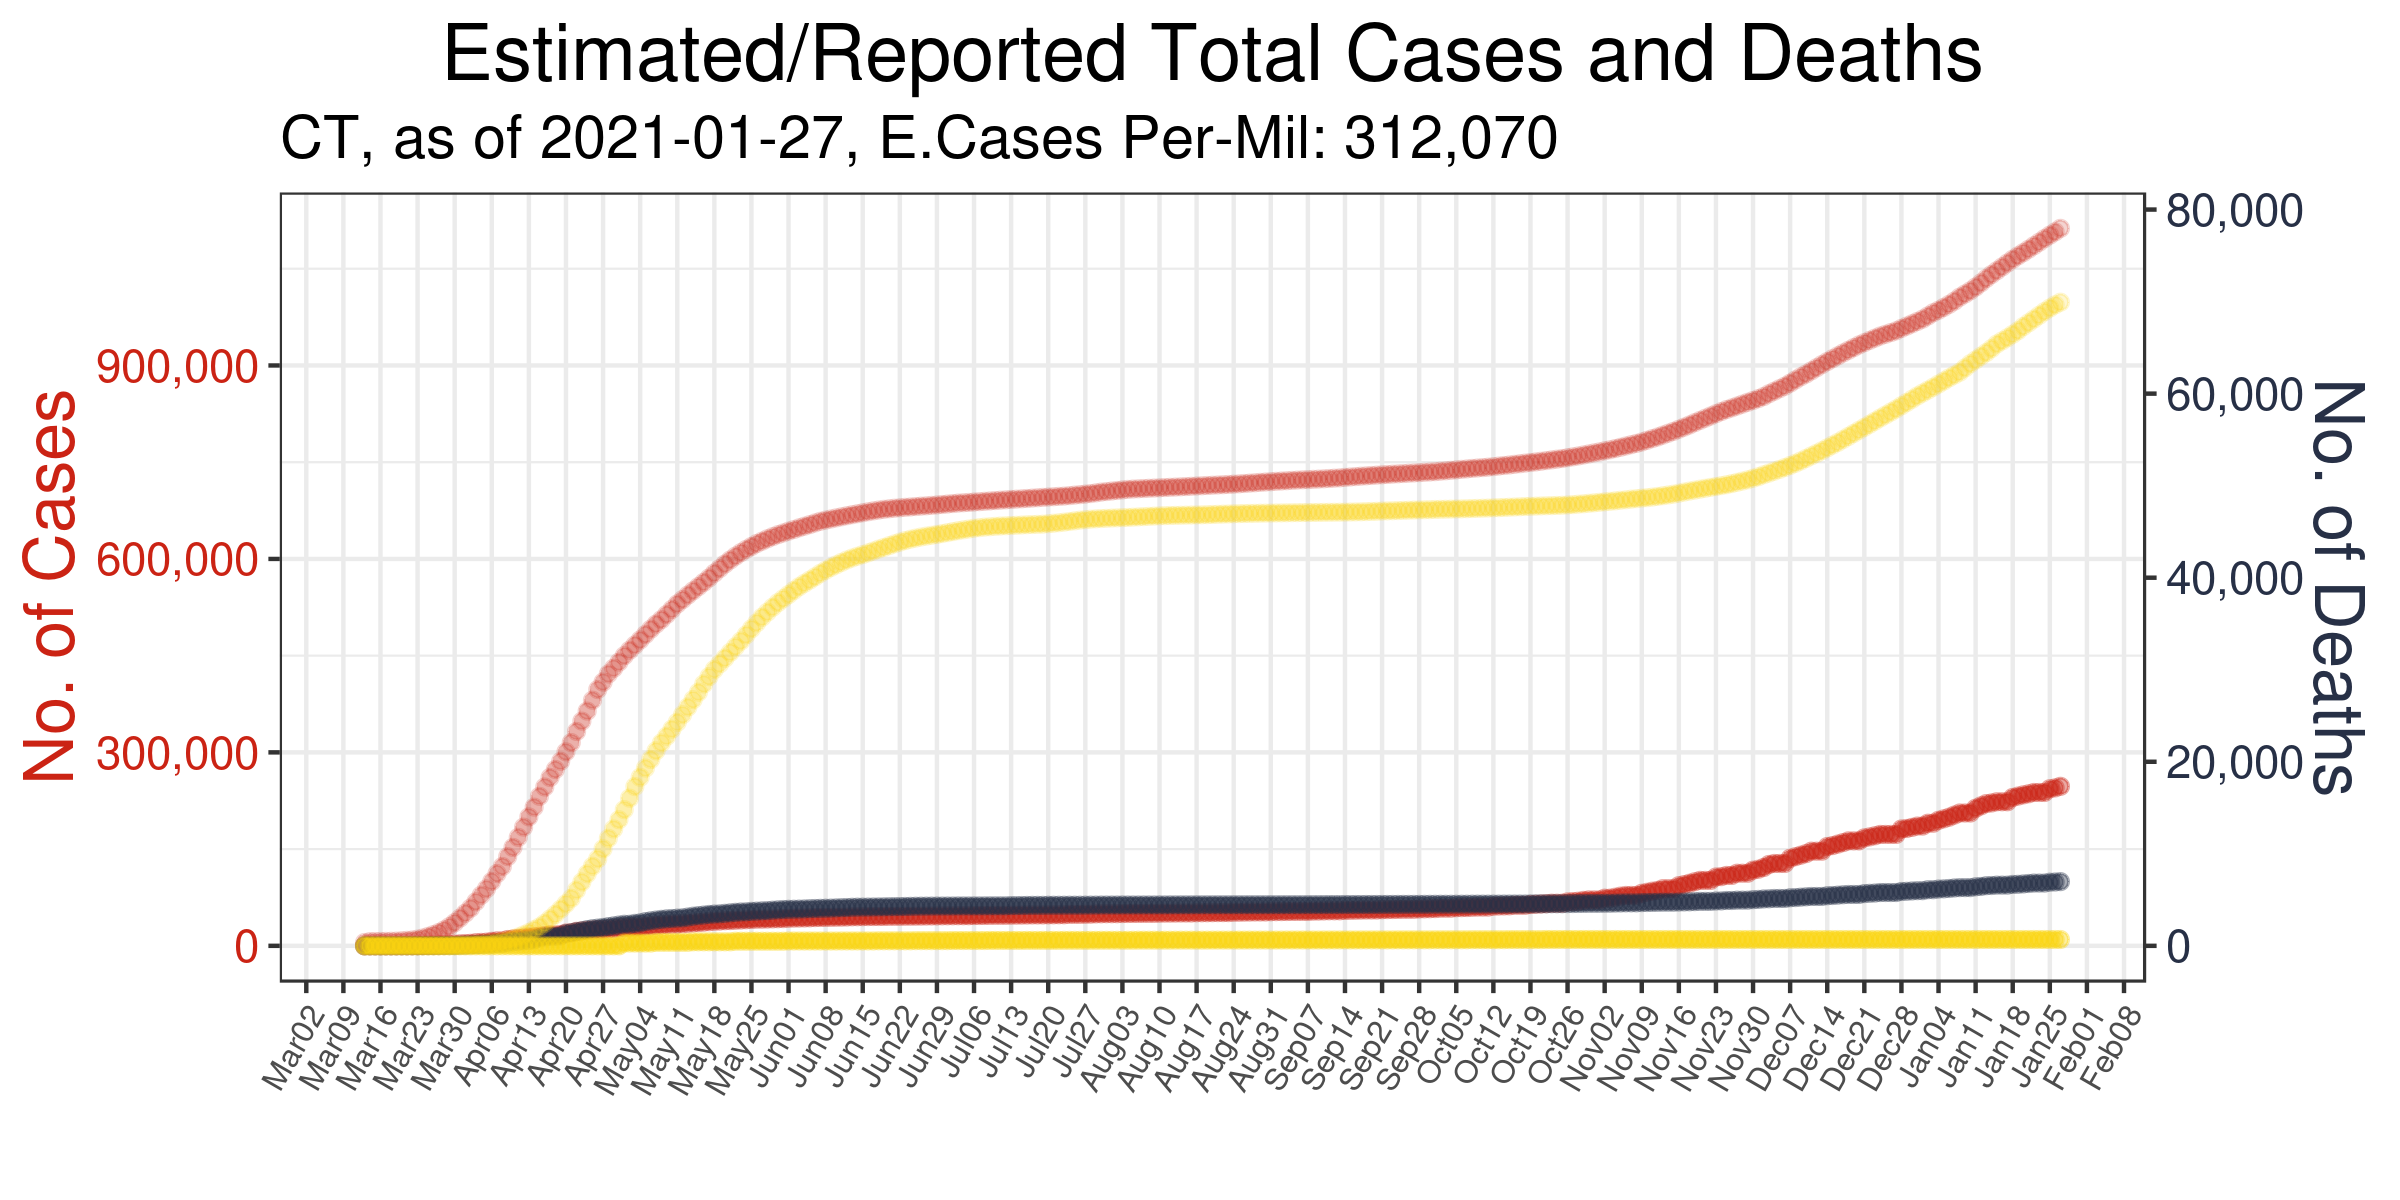 Estimated/Reported Total Cases and Deaths
CT, as of 2021-01-27, E.Cases Per-Mil: 312,070
No. of Cases
900,000
600,000
300,000
0
80,000
60,000
40,000
20,000
0
No. of Deaths
Mar02
Mar09
Mar16
Mar23
Mar30
Apr06
Apr13
Apr20
Apr27
May04
May11
May18
May25
Jun01
Jun08
Jun15
Jun22
Jun29
Jul06
Jul13
Jul20
Jul27
Aug03
Aug10
Aug17
Aug24
Aug31
Sep07
Sep14
Sep21
Sep28
Oct05
Oct12
Oct19
Oct26
Nov02
Nov09
Nov16
Nov23
Nov30
Dec07
Dec14
Dec21
Dec28
Jan04
Jan11
Jan18
Jan25
Feb01
Feb08